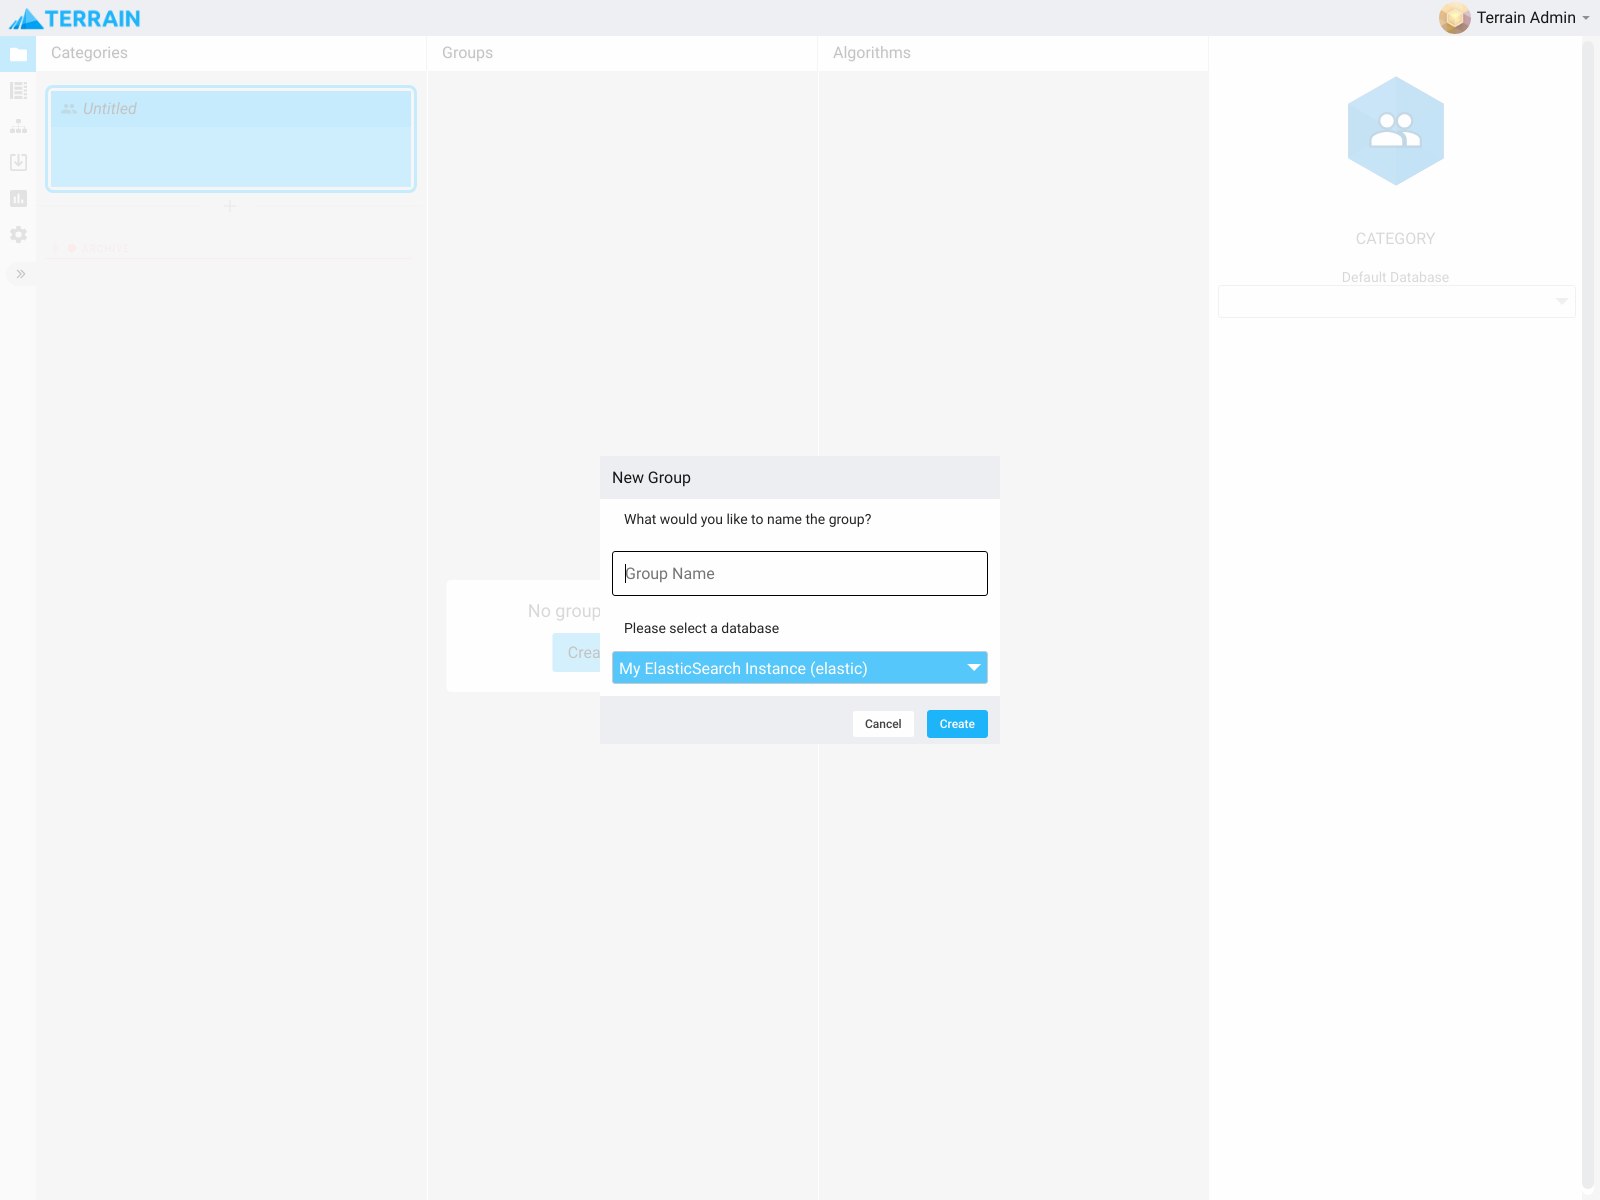 TERRAIN
Terrain Admin
Categories
Groups
Algorithms
Untitled
CATEGORY
Default Database
New Group
What would you like to name the group?
Group Name
No group
Crea
Please select a database
My ElasticSearch Instance (elastic)
Cancel
Create